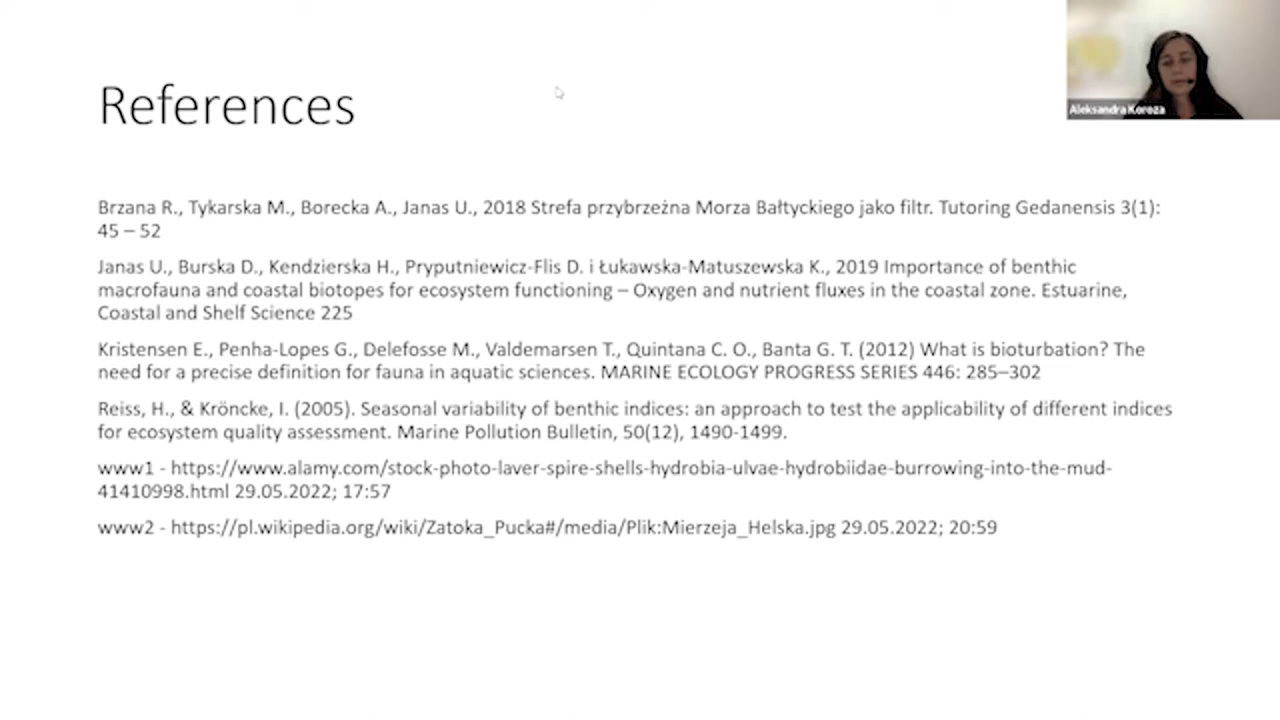 References
Aleksandra Koroza
Brzana R., Tykarska M., Borecka A., Janas U., 2018 Strefa przybrzeżna Morza Bałtyckiego jako filtr. Tutoring Gedanensis 3(1):
45 – 52
Janas U., Burska D., Kendzierska H., Pryputniewicz-Flis D. i Łukawska-Matuszewska K., 2019 Importance of benthic
macrofauna and coastal biotopes for ecosystem functioning – Oxygen and nutrient fluxes in the coastal zone. Estuarine,
Coastal and Shelf Science 225
Kristensen E., Penha-Lopes G., Delefosse M., Valdemarsen T., Quintana C. O., Banta G. T. (2012) What is bioturbation? The
need for a precise definition for fauna in aquatic sciences. MARINE ECOLOGY PROGRESS SERIES 446: 285–302
Reiss, H., & Kröncke, I. (2005). Seasonal variability of benthic indices: an approach to test the applicability of different indices
for ecosystem quality assessment. Marine Pollution Bulletin, 50(12), 1490-1499.
www1 - https://www.alamy.com/stock-photo-laver-spire-shells-hydrobia-ulvae-hydrobiidae-burrowing-into-the-mud-
41410998.html 29.05.2022; 17:57
www2 - https://pl.wikipedia.org/wiki/Zatoka_Pucka#/media/Plik:Mierzeja_Helska.jpg 29.05.2022; 20:59